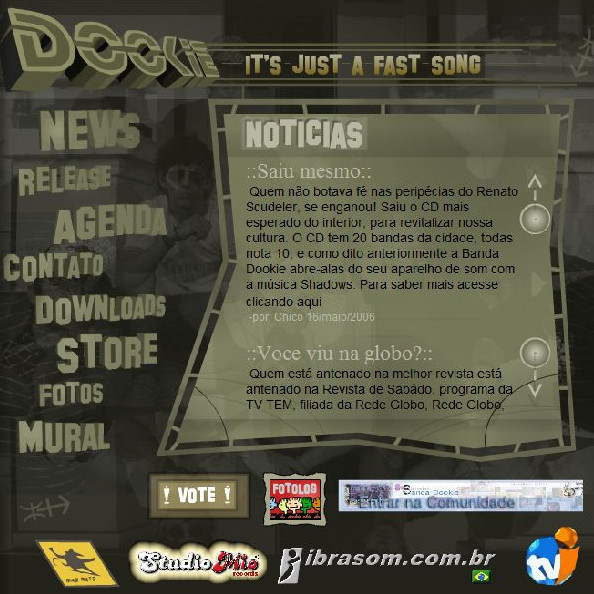 Dookie
IT'S JUST A FAST SONG
NEWS
RELEASE
AGENDA
CONTATO
DOWNLOADS
STORE
FOTOS
MURAL
NOTICIAS
::Saiu mesmo::
Quem não botava fé nas peripécias do Renato
Scudeler, se enganou! Saiu o CD mais
esperado do interior, para revitalizar nossa
cultura. O CD tem 20 bandas da cidade, todas
nota 10, e como dito anteriormente a Banda
Dookie abre-alas do seu aparelho de som com
a música Shadows. Para saber mais acesse
clicando aqui
-por: Chico 16/maio/2006
::Voce viu na globo?::
Quem está antenado na melhor revista está
antenado na Revista de Sabádo, programa da
TV TEM, filiada da Rede Globo, Rede Globo,
! VOTE !
FOTOLOG
Banda Dookie
Entrar na Comunidade
Studio Mio
records
ibrasom.com.br
tv